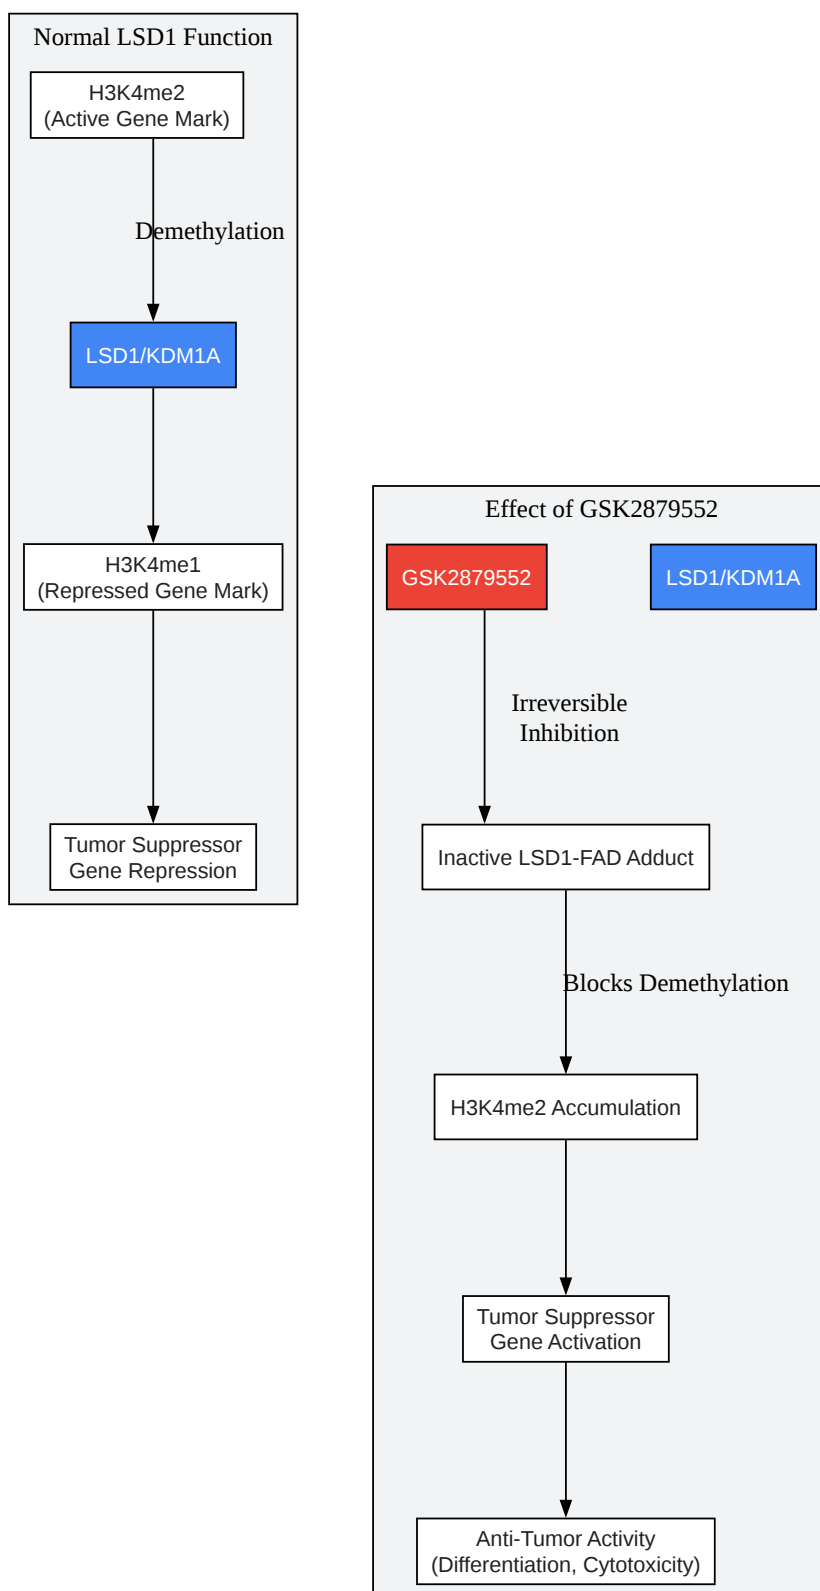 Normal LSD1 Function
H3K4me2
(Active Gene Mark)
Demethylation
LSD1/KDM1A
H3K4me1
(Repressed Gene Mark)
Tumor Suppressor
Gene Repression
Effect of GSK2879552
GSK2879552
LSD1/KDM1A
Irreversible
Inhibition
Inactive LSD1-FAD Adduct
Blocks Demethylation
H3K4me2 Accumulation
Tumor Suppressor
Gene Activation
Anti-Tumor Activity
(Differentiation, Cytotoxicity)